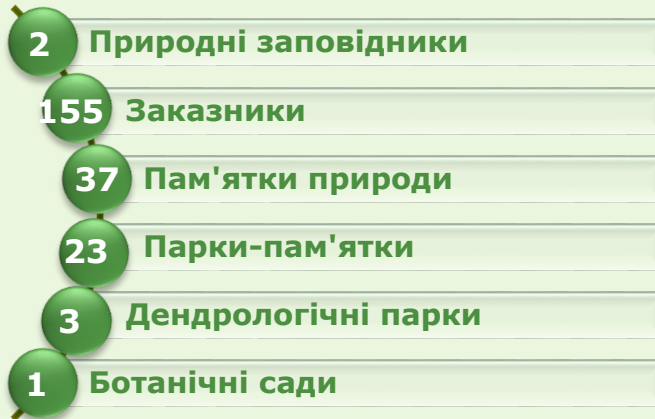 2 Природні заповідники
155 Заказники
37 Пам'ятки природи
23 Парки-пам'ятки
3 Дендрологічні парки
1 Ботанічні сади